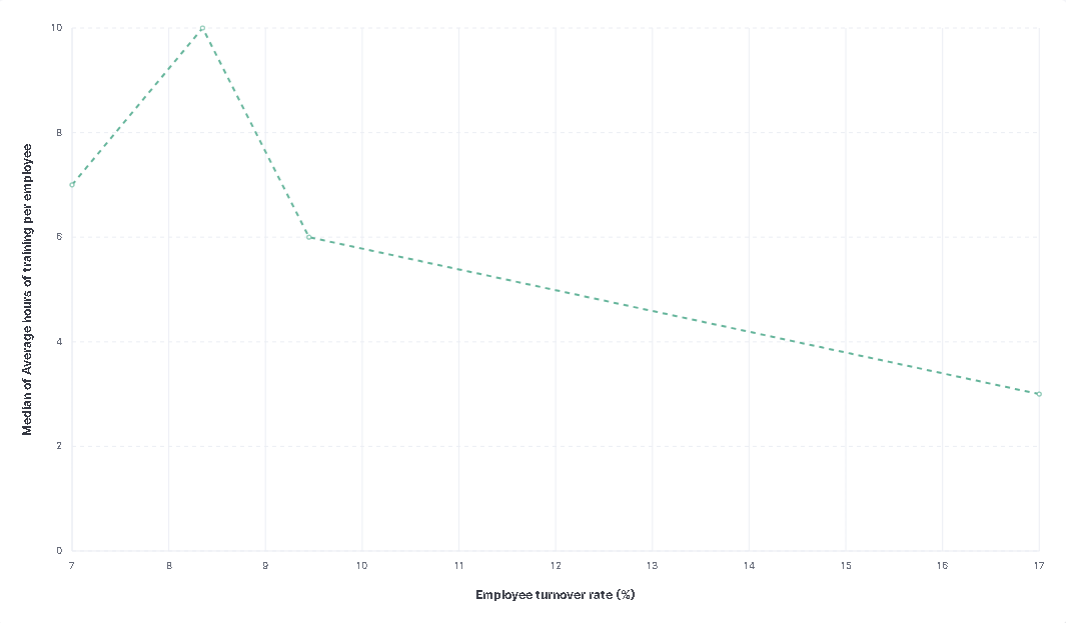 Median of Average hours of training per employee
10
8
6
4
2
0
7 8 9 10 11 12 13 14 15 16 17
Employee turnover rate (%)